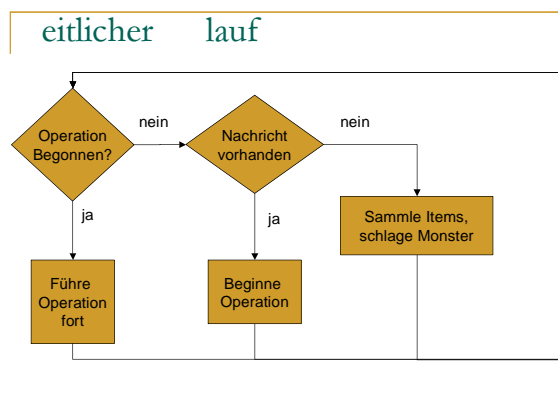 eitlicher lauf
Operation
Begonnen?
nein
Nachricht
vorhanden
nein
ja
ja
Sammle Items,
schlage Monster
Führe
Operation
fort
Beginne
Operation